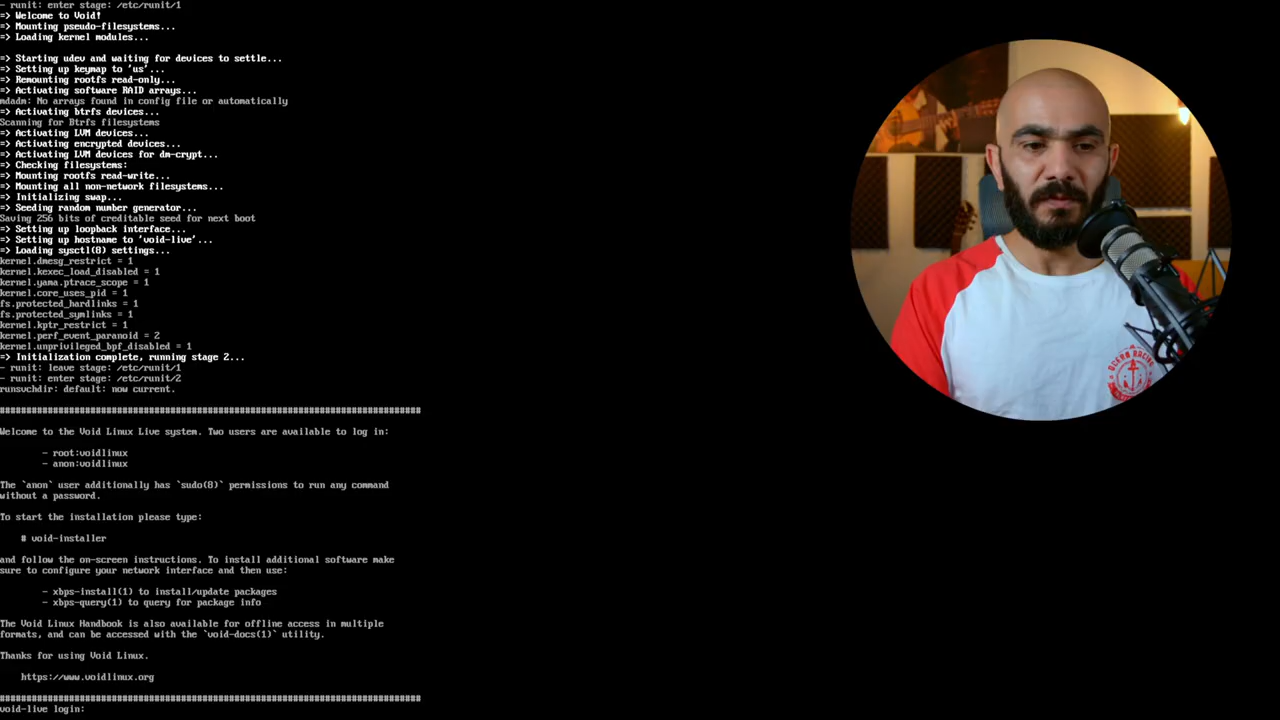 - runit: enter stage: /etc/runit/1
=> Welcome to Void!
=> Mounting pseudo-filesystems...
=> Loading kernel modules...
=> Starting udev and waiting for devices to settle...
=> Setting up keymap to 'us'...
=> Remounting rootfs read-only...
=> Activating software RAID arrays...
mdadm: No arrays found in config file or automatically
=> Activating btrfs devices...
Scanning for Btrfs filesystems
=> Activating LVM devices...
=> Activating encrypted devices...
=> Activating LVM devices for dm-crypt...
=> Checking filesystems:
=> Mounting rootfs read-write...
=> Mounting all non-network filesystems...
=> Initializing swap...
=> Seeding random number generator...
Saving 256 bits of creditable seed for next boot
=> Setting up loopback interface...
=> Setting up hostname to 'void-live'...
=> Loading sysctl(8) settings...
kernel.dmesg_restrict = 1
kernel.kexec_load_disabled = 1
kernel.yama.ptrace_scope = 1
kernel.core_uses_pid = 1
fs.protected_hardlinks = 1
fs.protected_symlinks = 1
kernel.kptr_restrict = 1
kernel.perf_event_paranoid = 2
kernel.unprivileged_bpf_disabled = 1
=> Initialization complete, running stage 2...
- runit: leave stage: /etc/runit/1
- runit: enter stage: /etc/runit/2
runsvchdir: default: now current.
###############################################################################
Welcome to the Void Linux Live system. Two users are available to log in:
- root:voidlinux
- anon:voidlinux
The `anon` user additionally has `sudo(8)` permissions to run any command
without a password.
To start the installation please type:
# void-installer
and follow the on-screen instructions. To install additional software make
sure to configure your network interface and then use:
- xbps-install(1) to install/update packages
- xbps-query(1) to query for package info
The Void Linux Handbook is also available for offline access in multiple
formats, and can be accessed with the `void-docs(1)` utility.
Thanks for using Void Linux.
https://www.voidlinux.org
###############################################################################
void-live login: